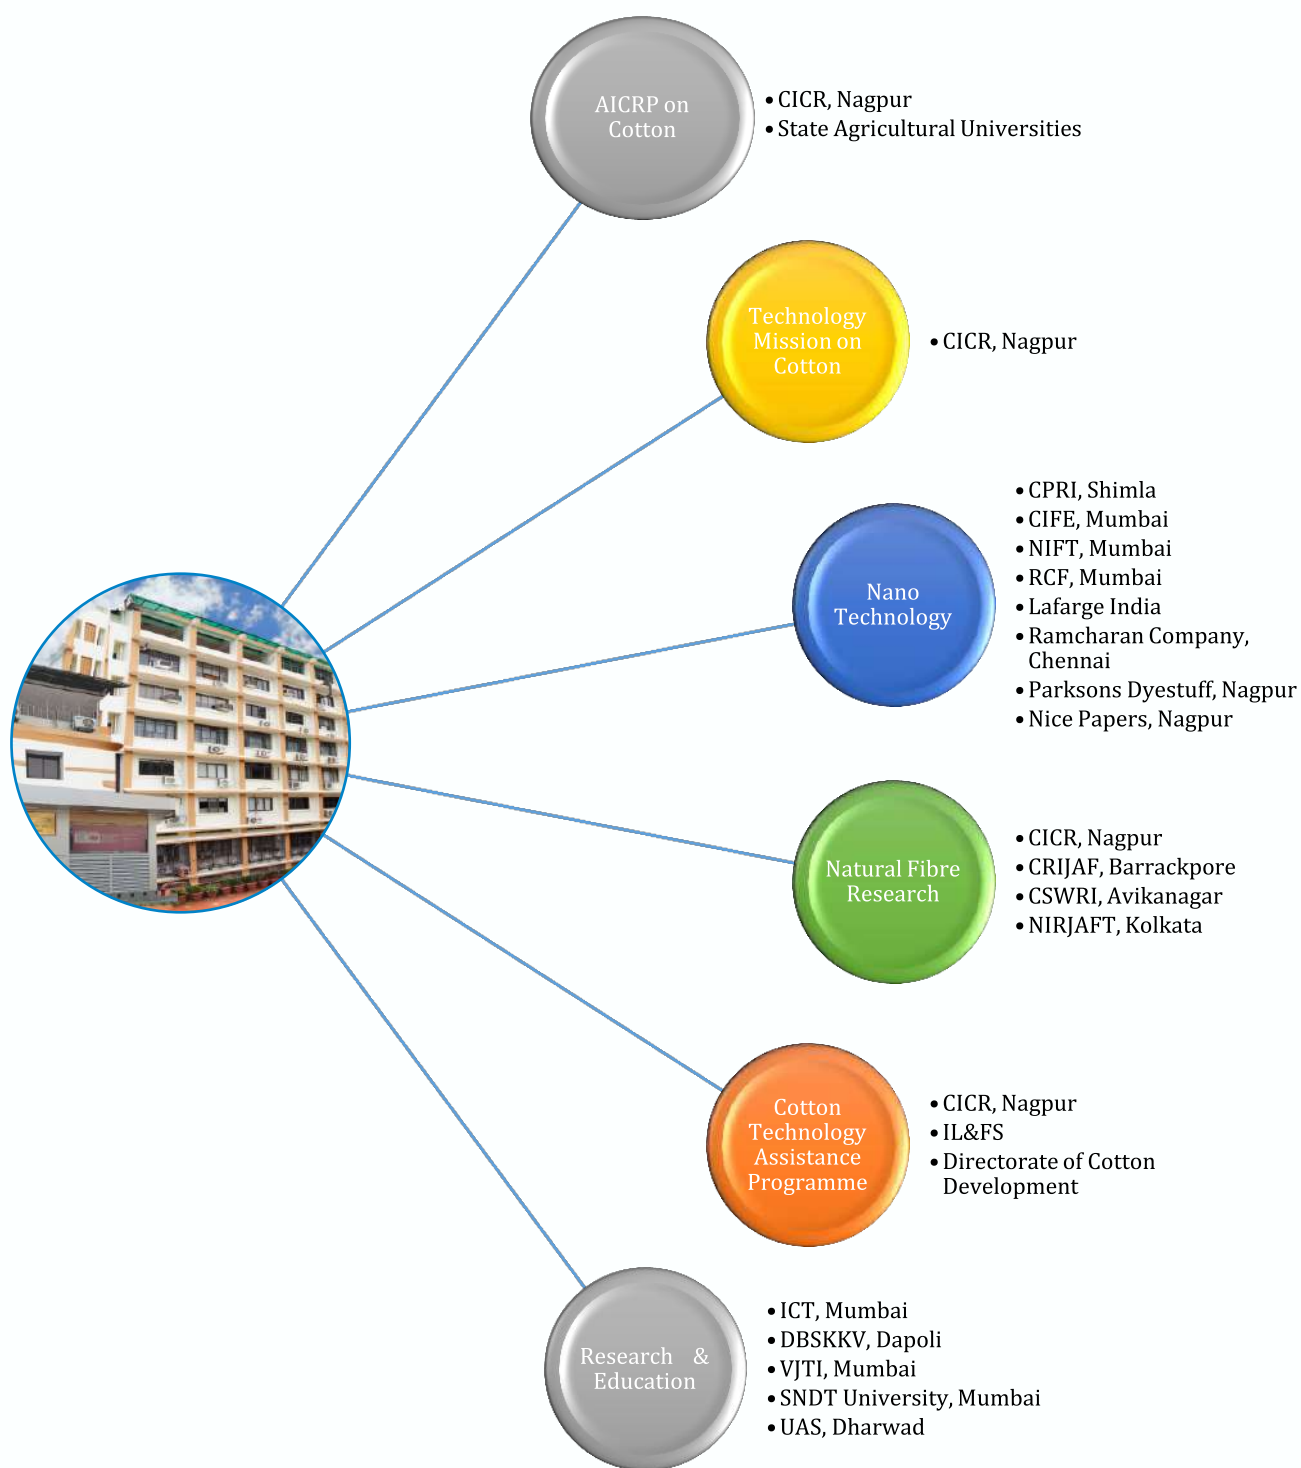 AICRP on
Cotton
• CICR, Nagpur
• State Agricultural Universities
Technology
Mission on
Cotton
• CICR, Nagpur
Nano
Technology
• CPRI, Shimla
• CIFE, Mumbai
• NIFT, Mumbai
• RCF, Mumbai
• Lafarge India
• Ramcharan Company,
Chennai
• Parksons Dyestuff, Nagpur
• Nice Papers, Nagpur
Natural Fibre
Research
• CICR, Nagpur
• CRIJAF, Barrackpore
• CSWRI, Avikanagar
• NIRJAFT, Kolkata
Cotton
Technology
Assistance
Programme
• CICR, Nagpur
• IL&FS
• Directorate of Cotton
Development
Research &
Education
• ICT, Mumbai
• DBSKKV, Dapoli
• VJTI, Mumbai
• SNDT University, Mumbai
• UAS, Dharwad